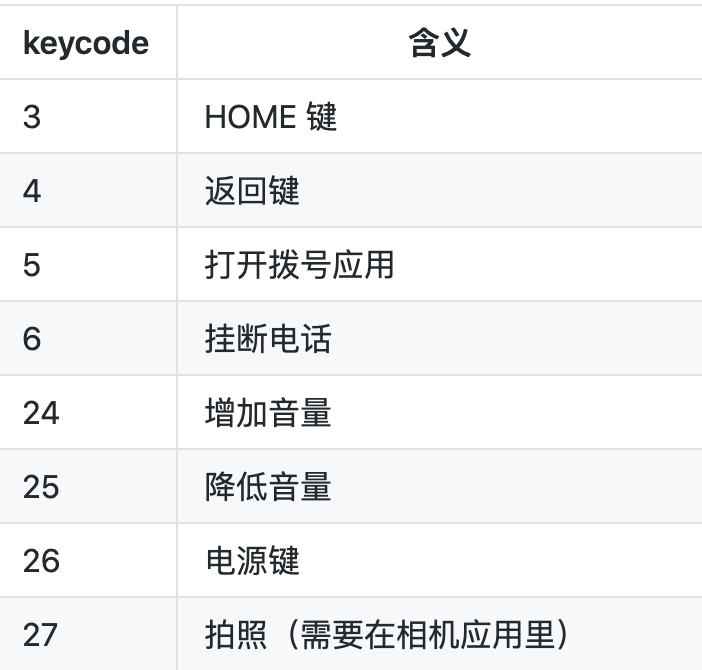 keycode 含义
3 HOME 键
4 返回键
5 打开拨号应用
6 挂断电话
24 增加音量
25 降低音量
26 电源键
27 拍照（需要在相机应用里）